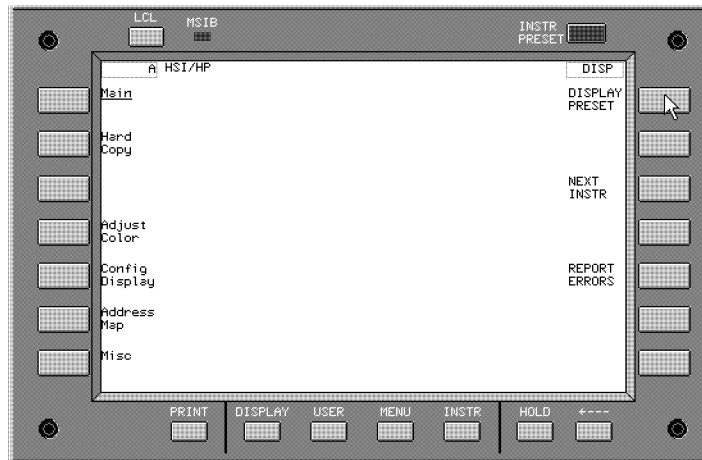 LCL
MSIB
INSTR
PRESET
A HSI/HP
DISP
Main
DISPLAY
PRESET
Hard
Copy
NEXT
INSTR
Adjust
Color
Config
Display
REPORT
ERRORS
Address
Map
Misc
PRINT DISPLAY USER MENU INSTR HOLD ←---